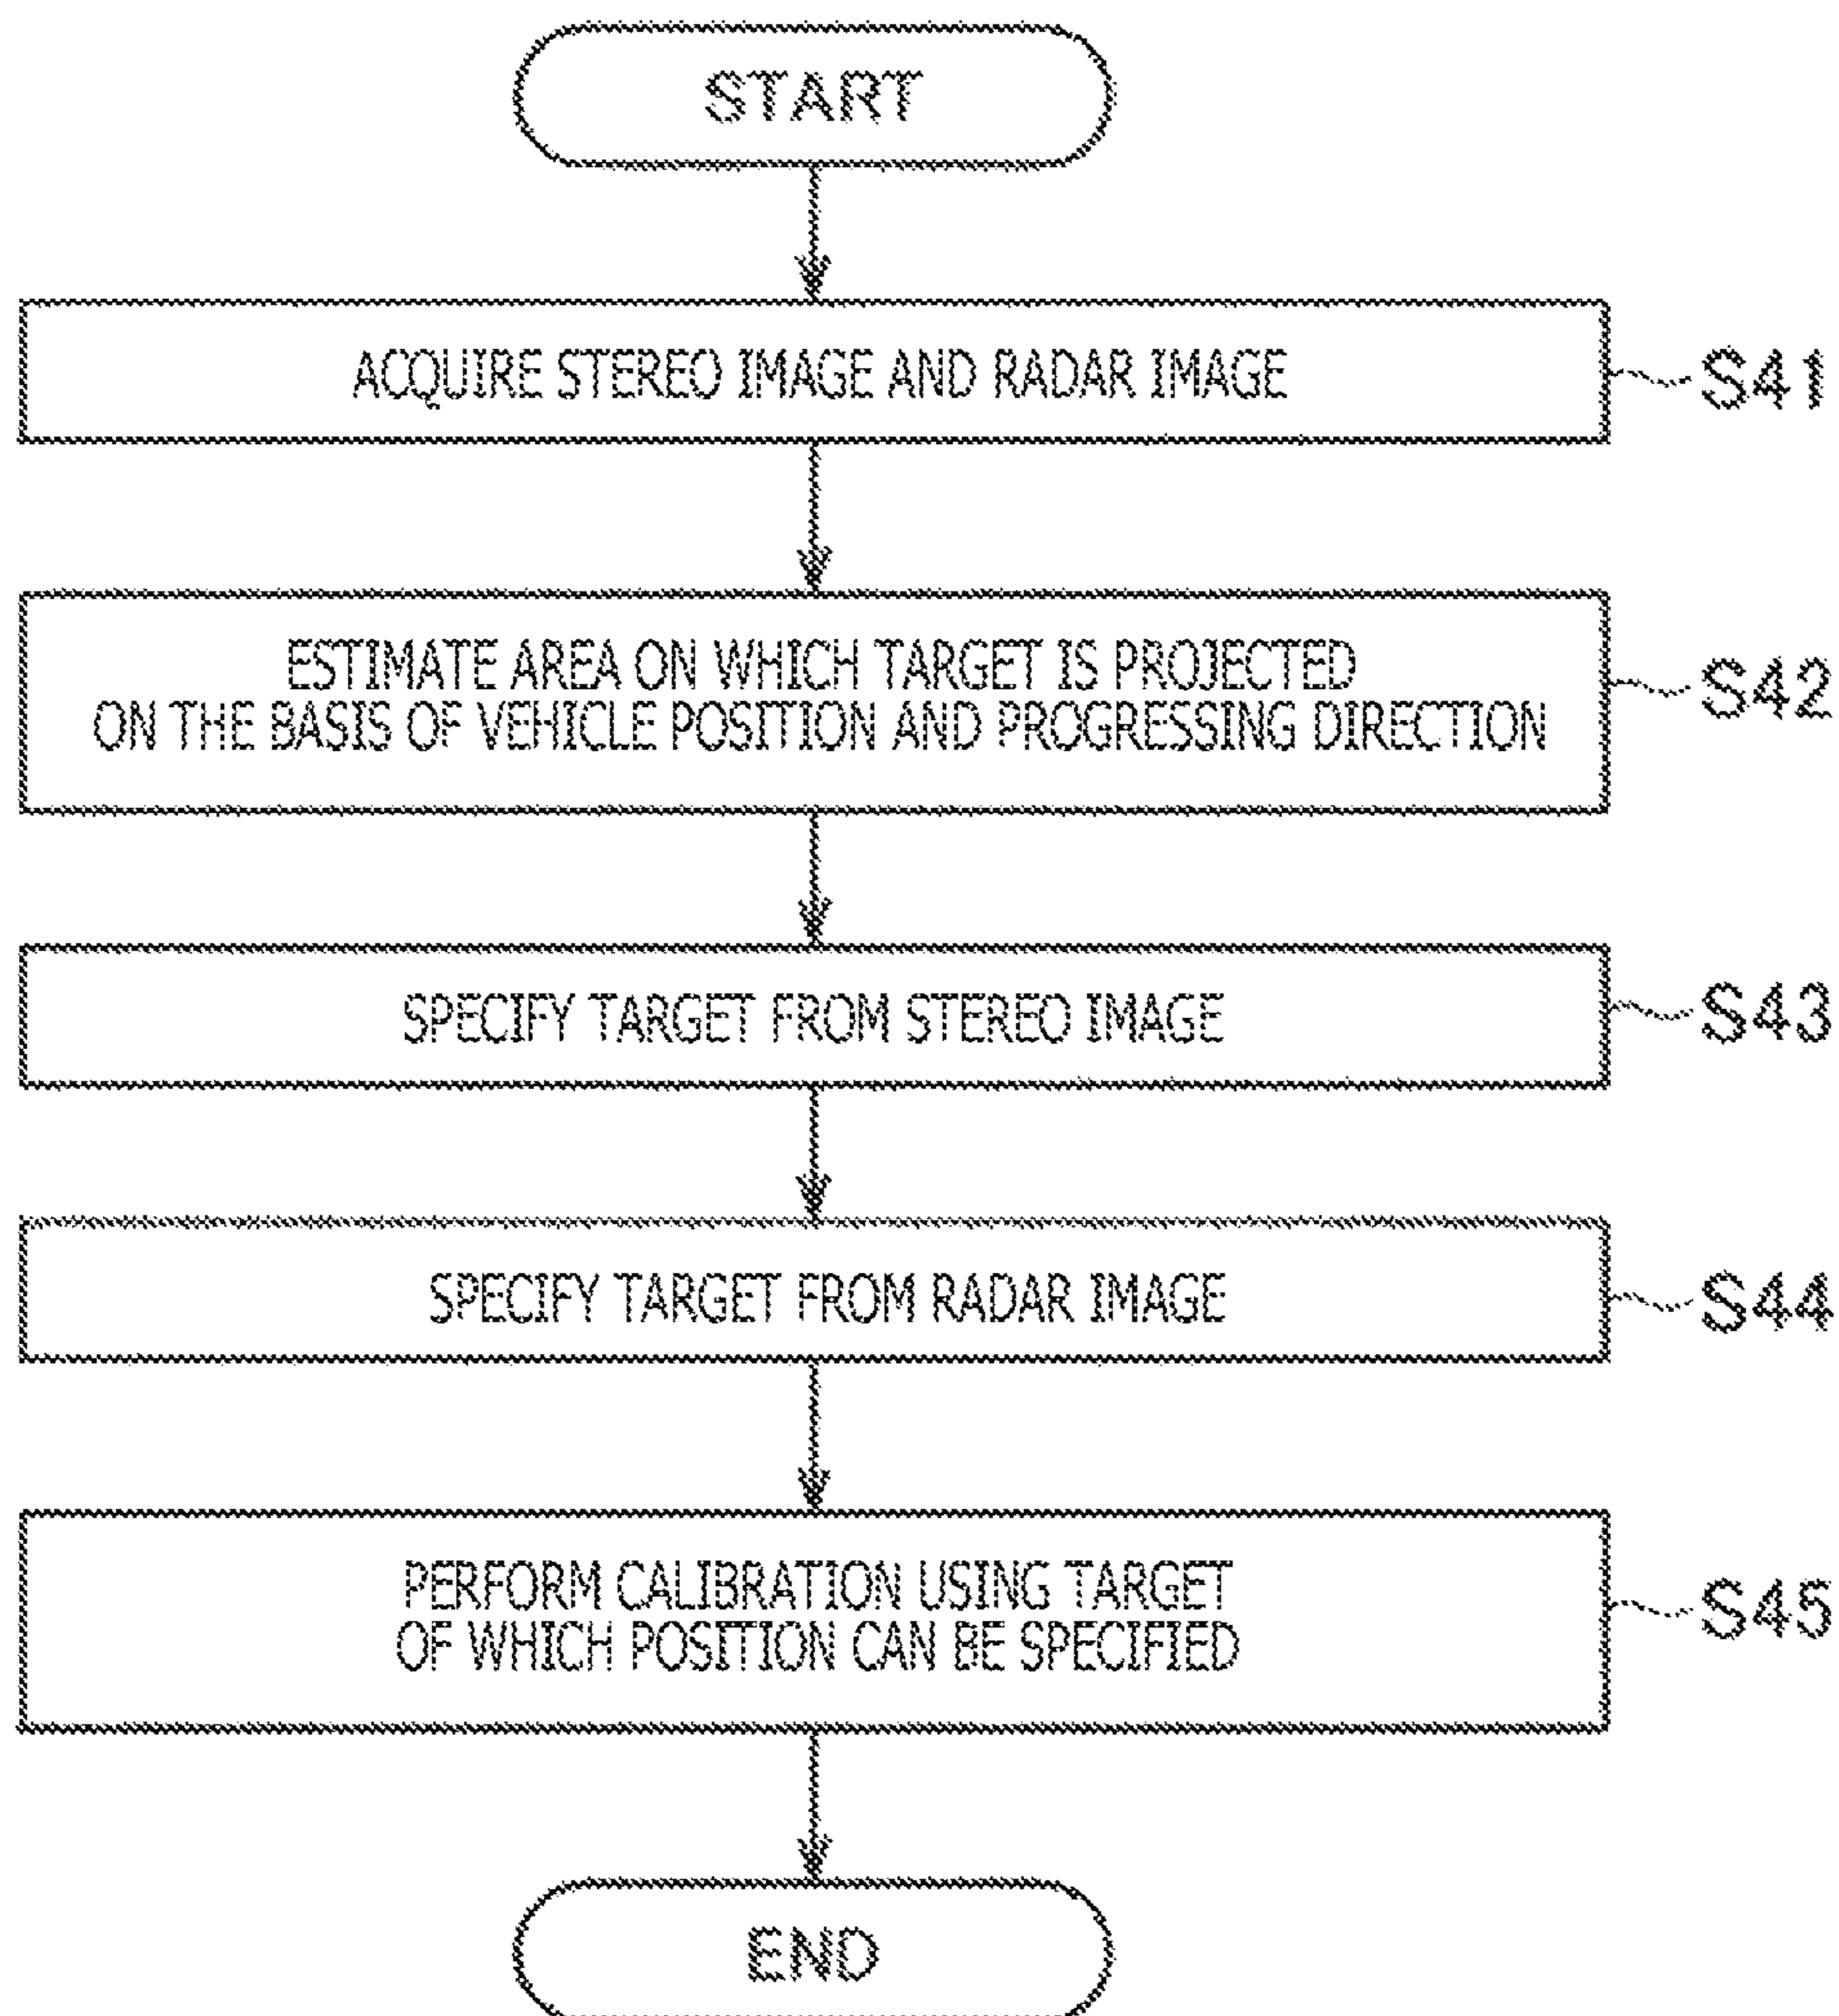 START
ACQUIRE STEREO IMAGE AND RADAR IMAGE
S41
ESTIMATE AREA ON WHICH TARGET IS PROJECTED
ON THE BASIS OF VEHICLE POSITION AND PROGRESSING DIRECTION
S42
SPECIFY TARGET FROM STEREO IMAGE
S43
SPECIFY TARGET FROM RADAR IMAGE
S44
PERFORM CALIBRATION USING TARGET
OF WHICH POSITION CAN BE SPECIFIED
S45
END